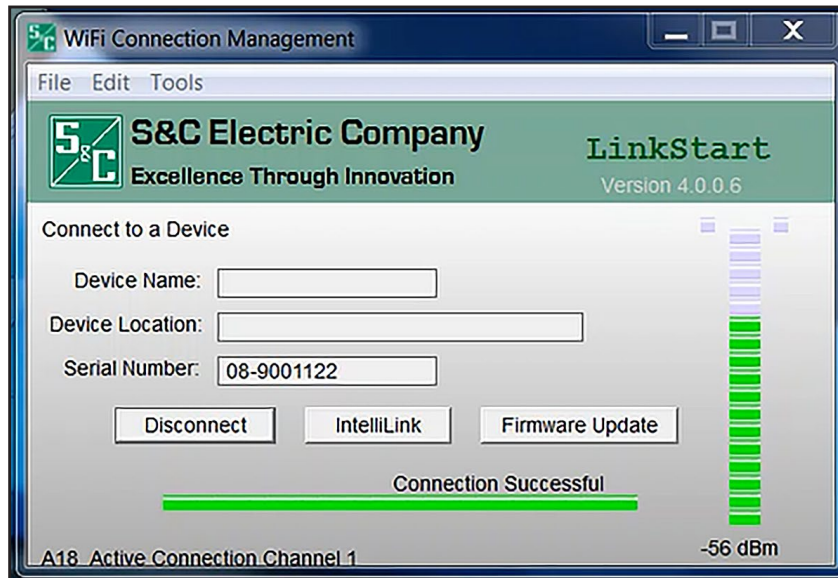 WiFi Connection Management
File Edit Tools
S&C
S&C Electric Company
Excellence Through Innovation
LinkStart
Version 4.0.0.6
Connect to a Device
Device Name:
Device Location:
Serial Number: 08-9001122
Disconnect IntelliLink Firmware Update
Connection Successful
A18 Active Connection Channel 1
-56 dBm